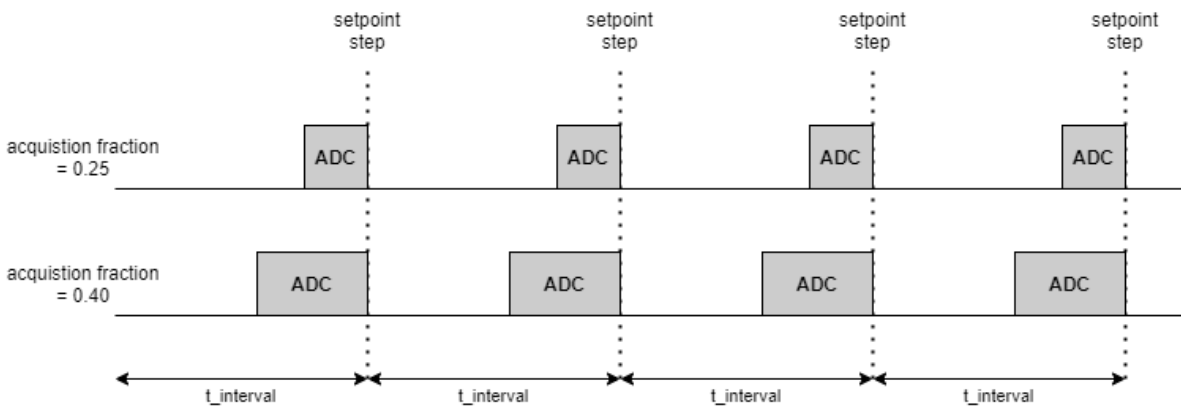 setpoint
step
setpoint
step
setpoint
step
setpoint
step
acquistion fraction
= 0.25
ADC
ADC
ADC
ADC
acquistion fraction
= 0.40
ADC
ADC
ADC
ADC
t_interval
t_interval
t_interval
t_interval